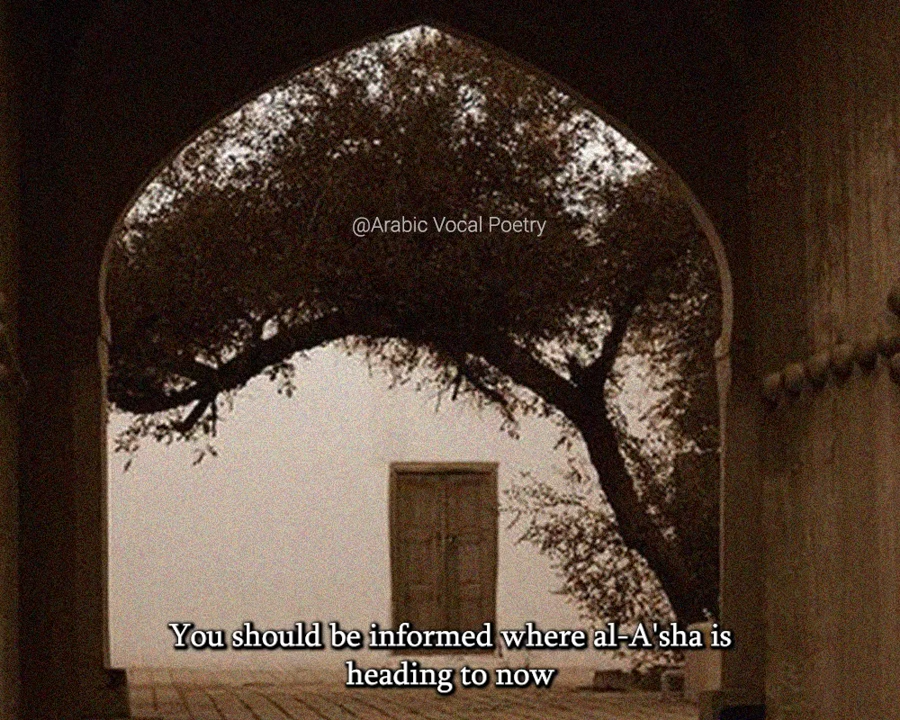 @Arabic Vocal Poetry
You should be informed where al-A'sha is
heading to now